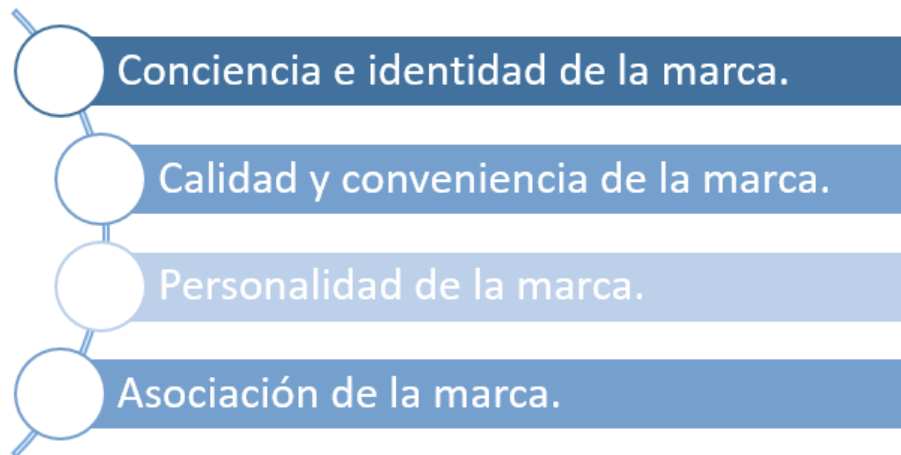 Conciencia e identidad de la marca.
Calidad y conveniencia de la marca.
Personalidad de la marca.
Asociación de la marca.